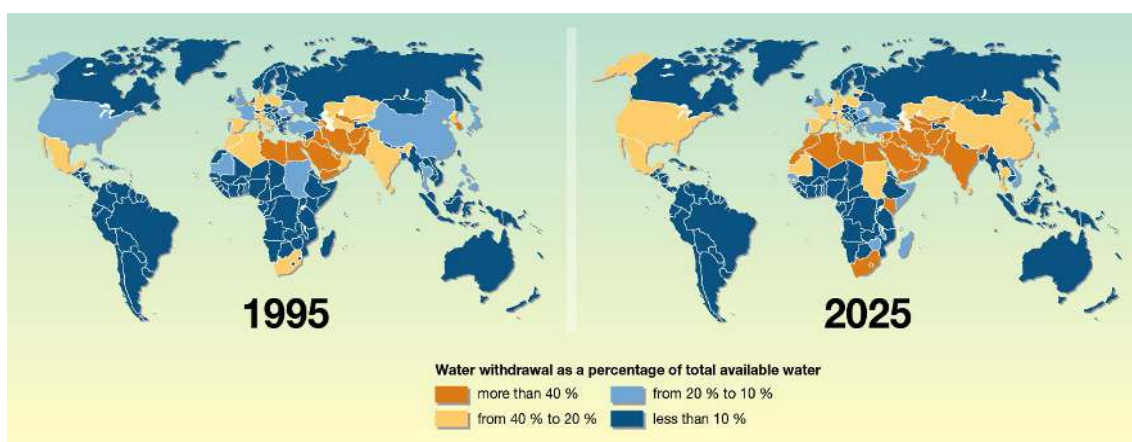 1995
2025
Water withdrawal as a percentage of total available water
more than 40 %
from 20 % to 10 %
from 40 % to 20 %
less than 10 %